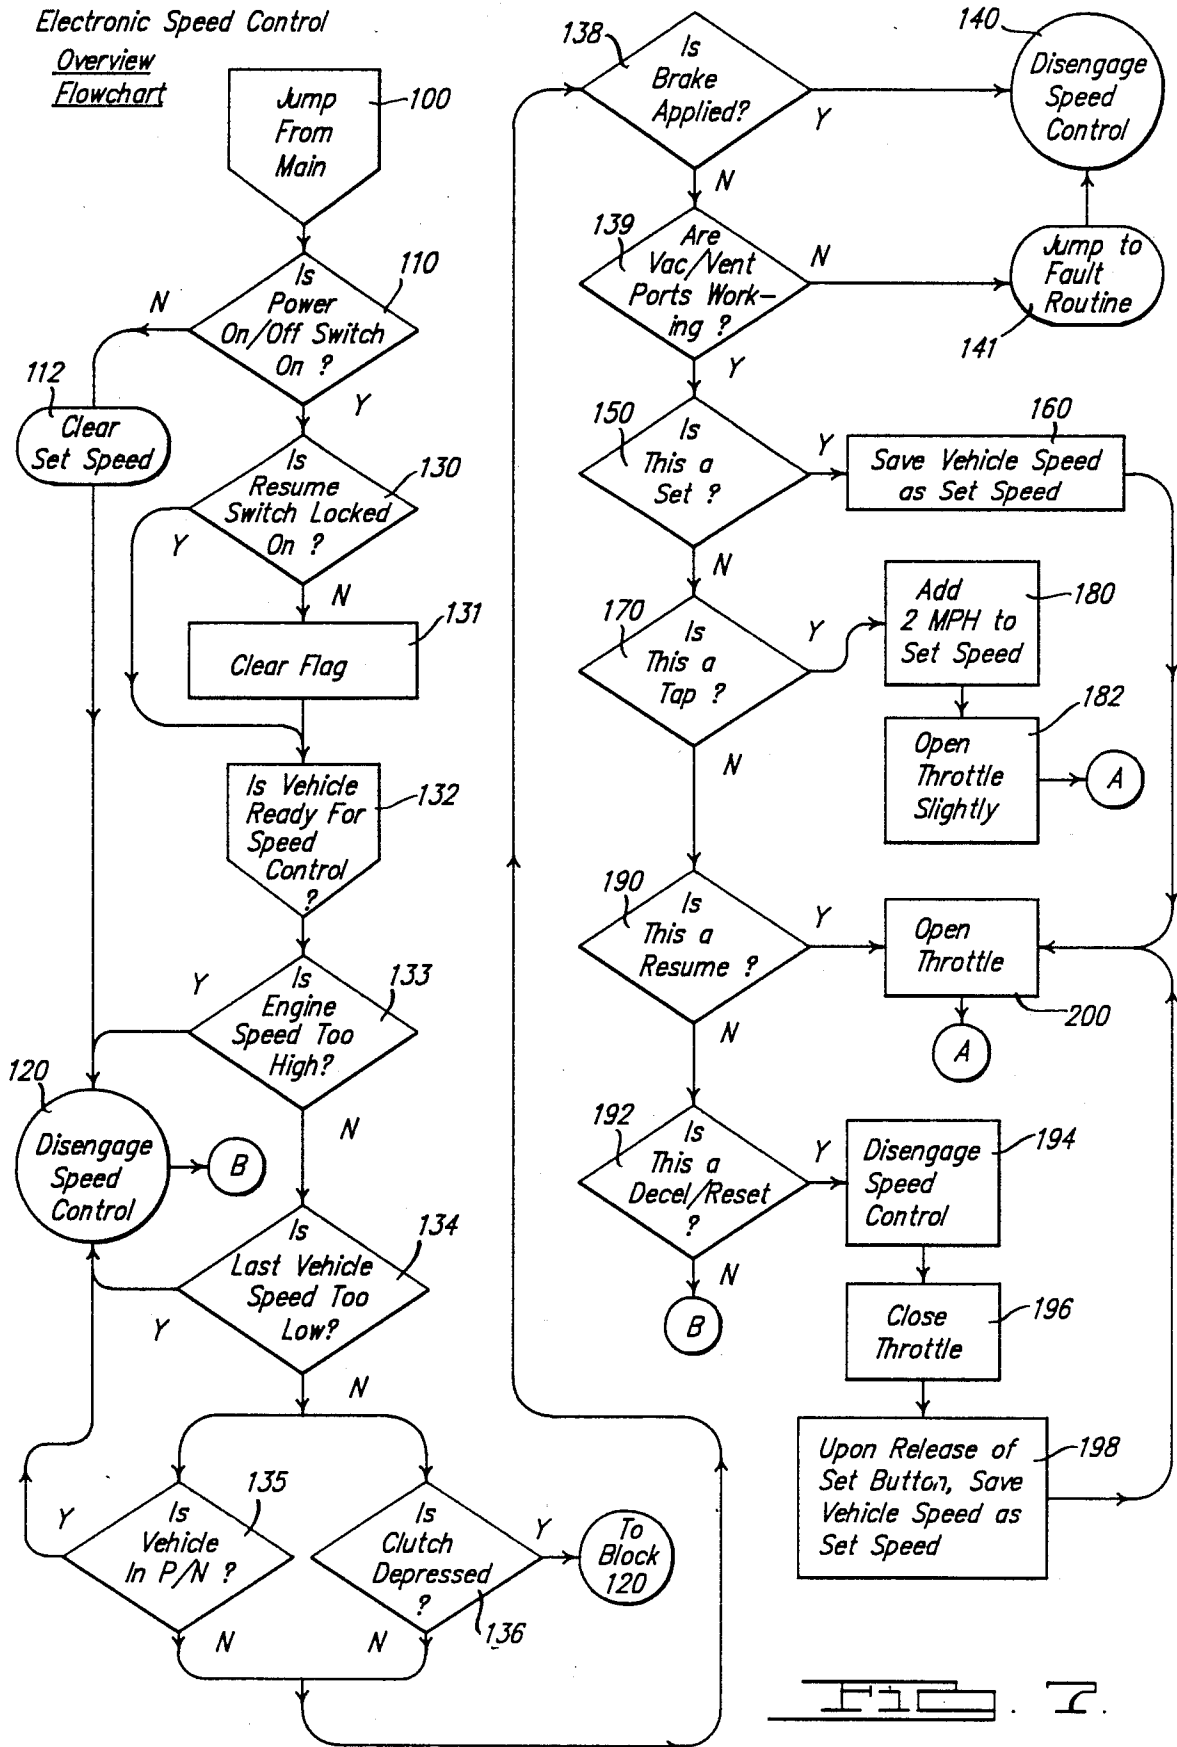 Electronic Speed Control
Overview
Flowchart
Jump
From
Main
100
Is
Power
On/Off Switch
On ?
110
N
Y
112
Clear
Set Speed
Is
Resume
Switch Locked
On ?
130
Y
N
131
Clear Flag
Is Vehicle
Ready For
Speed
Control
?
132
Is
Engine
Speed Too
High?
133
Y
N
120
Disengage
Speed
Control
B
Is
Last Vehicle
Speed Too
Low?
134
Y
N
Is
Vehicle
In P/N ?
135
Y
N
Is
Clutch
Depressed
?
136
Y
N
To
Block
120
138
Is
Brake
Applied?
Y
N
140
Disengage
Speed
Control
139
Are
Vac/Vent
Ports Work-
ing ?
N
Y
Jump to
Fault
Routine
141
150
Is
This a
Set ?
Y
N
160
Save Vehicle Speed
as Set Speed
170
Is
This a
Tap ?
Y
N
Add
2 MPH to
Set Speed
180
182
Open
Throttle
Slightly
A
190
Is
This a
Resume ?
Y
N
Open
Throttle
200
A
192
Is
This a
Decel/Reset
?
Y
N
B
Disengage
Speed
Control
194
Close
Throttle
196
Upon Release of
Set Button, Save
Vehicle Speed as
Set Speed
198
FIG. 7.